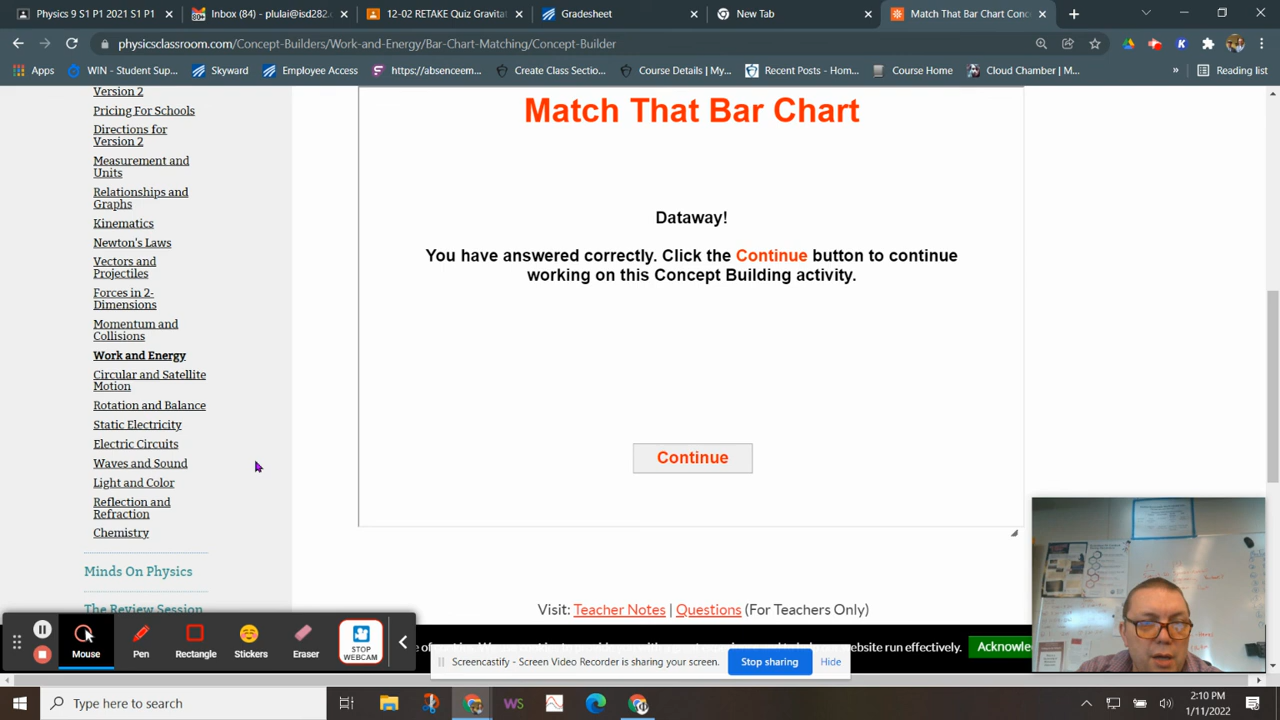 Physics 9 S1 P1 2021 S1 P1
Inbox (84) - plulai@isd282.
12-02 RETAKE Quiz Gravitat
Gradesheet
New Tab
Match That Bar Chart Conc
physicsclassroom.com/Concept-Builders/Work-and-Energy/Bar-Chart-Matching/Concept-Builder
Apps
WIN - Student Sup...
Skyward
Employee Access
https://absenceem...
Create Class Sectio...
Course Details | My...
Recent Posts - Hom...
Course Home
Cloud Chamber | M...
»
Reading list
Version 2
Pricing For Schools
Directions for
Version 2
Measurement and
Units
Relationships and
Graphs
Kinematics
Newton's Laws
Vectors and
Projectiles
Forces in 2-
Dimensions
Momentum and
Collisions
Work and Energy
Circular and Satellite
Motion
Rotation and Balance
Static Electricity
Electric Circuits
Waves and Sound
Light and Color
Reflection and
Refraction
Chemistry
Minds On Physics
The Review Session
Match That Bar Chart
Dataway!
You have answered correctly. Click the Continue button to continue
working on this Concept Building activity.
Continue
Visit: Teacher Notes | Questions (For Teachers Only)
website run effectively.
Acknowle
Mouse
Pen
Rectangle
Stickers
Eraser
STOP
WEBCAM
Screencastify - Screen Video Recorder is sharing your screen.
Stop sharing
Hide
Type here to search
WS
2:10 PM
1/11/2022